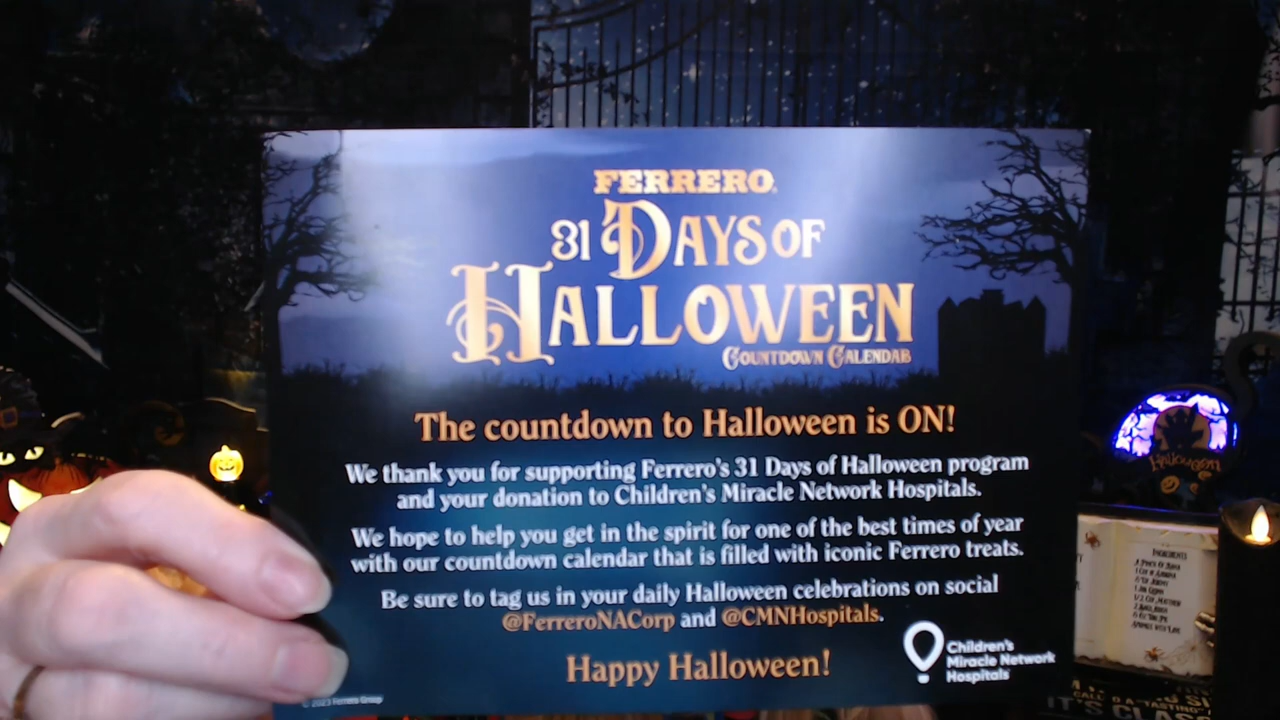 FERRERO.
31 DAYS OF
HALLOWEEN
COUNTDOWN CALENDAR
The countdown to Halloween is ON!
We thank you for supporting Ferrero's 31 Days of Halloween program
and your donation to Children's Miracle Network Hospitals.
We hope to help you get in the spirit for one of the best times of year
with our countdown calendar that is filled with iconic Ferrero treats.
Be sure to tag us in your daily Halloween celebrations on social
@FerreroNACorp and @CMNHospitals.
Happy Halloween!
Children's
Miracle Network
Hospitals
© 2023 Ferrero Group
Halloween
INGREDIENTS